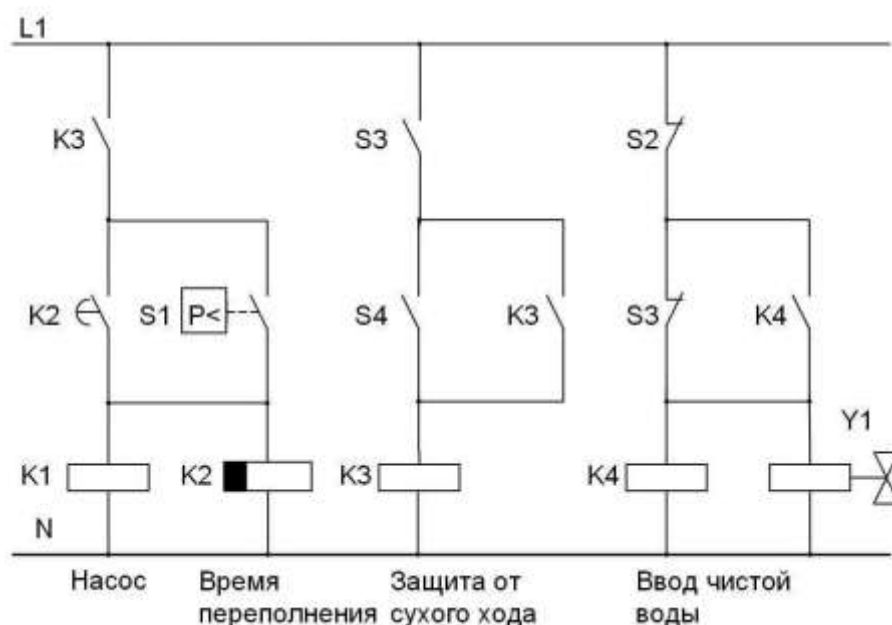 L1
K3
S3
S2
K2
S1
P<
S4
K3
S3
K4
Y1
K1
K2
K3
K4
N
Насос
Время
переполнения
Защита от
сухого хода
Ввод чистой
воды